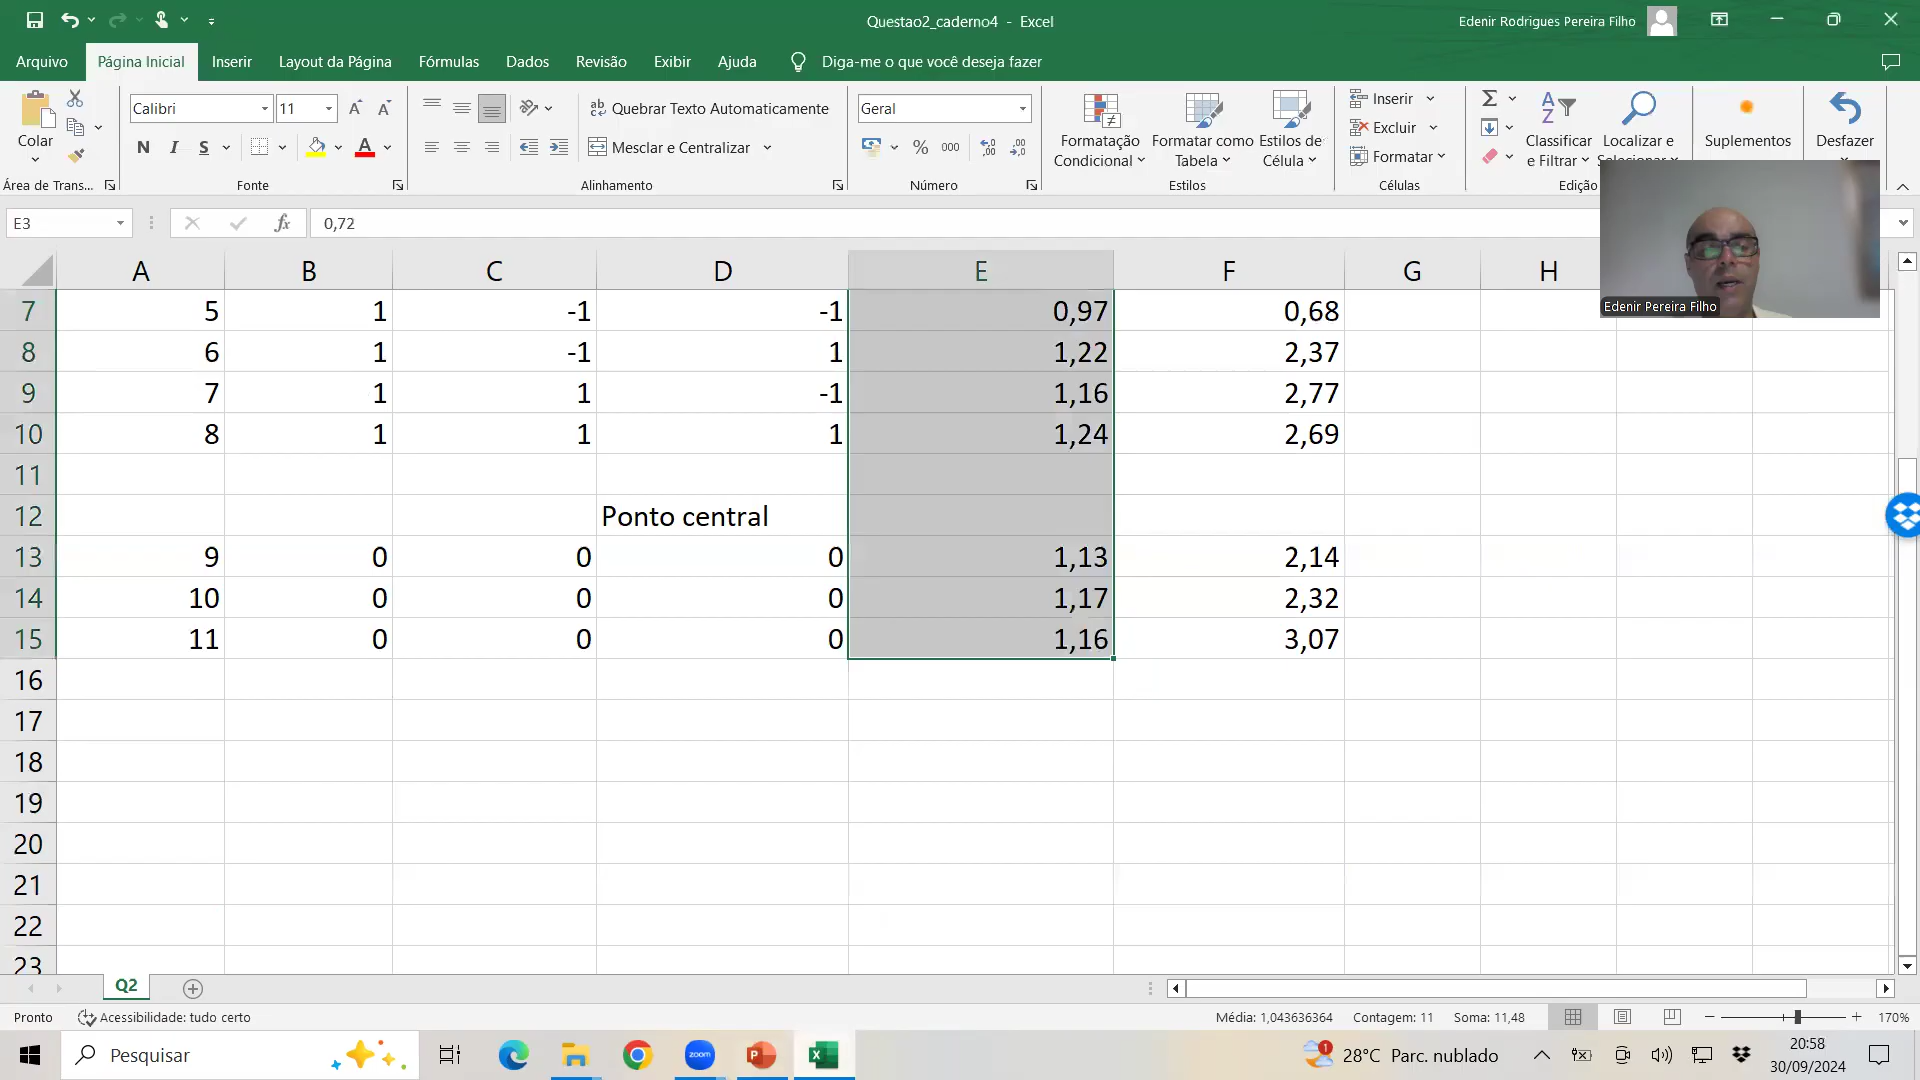 Questao2_caderno4 - Excel
Edenir Rodrigues Pereira Filho
Arquivo Página Inicial Inserir Layout da Página Fórmulas Dados Revisão Exibir Ajuda Diga-me o que você deseja fazer
Colar
Área de Trans...
Calibri 11
N I S
Fonte
Quebrar Texto Automaticamente
Mesclar e Centralizar
Alinhamento
Geral
% 000
Número
Formatação Condicional
Formatar como Tabela
Estilos de Célula
Estilos
Inserir
Excluir
Formatar
Células
Classificar e Filtrar
Localizar e Selecionar
Edição
Suplementos
Desfazer
E3 fx 0,72
Edenir Pereira Filho
A B C D E F G H
7 5 1 -1 -1 0,97 0,68
8 6 1 -1 1 1,22 2,37
9 7 1 1 -1 1,16 2,77
10 8 1 1 1 1,24 2,69
11
12 Ponto central
13 9 0 0 0 1,13 2,14
14 10 0 0 0 1,17 2,32
15 11 0 0 0 1,16 3,07
16
17
18
19
20
21
22
23
Q2
Pronto Acessibilidade: tudo certo Média: 1,043636364 Contagem: 11 Soma: 11,48 170%
Pesquisar
zoom
1 28°C Parc. nublado
20:58
30/09/2024